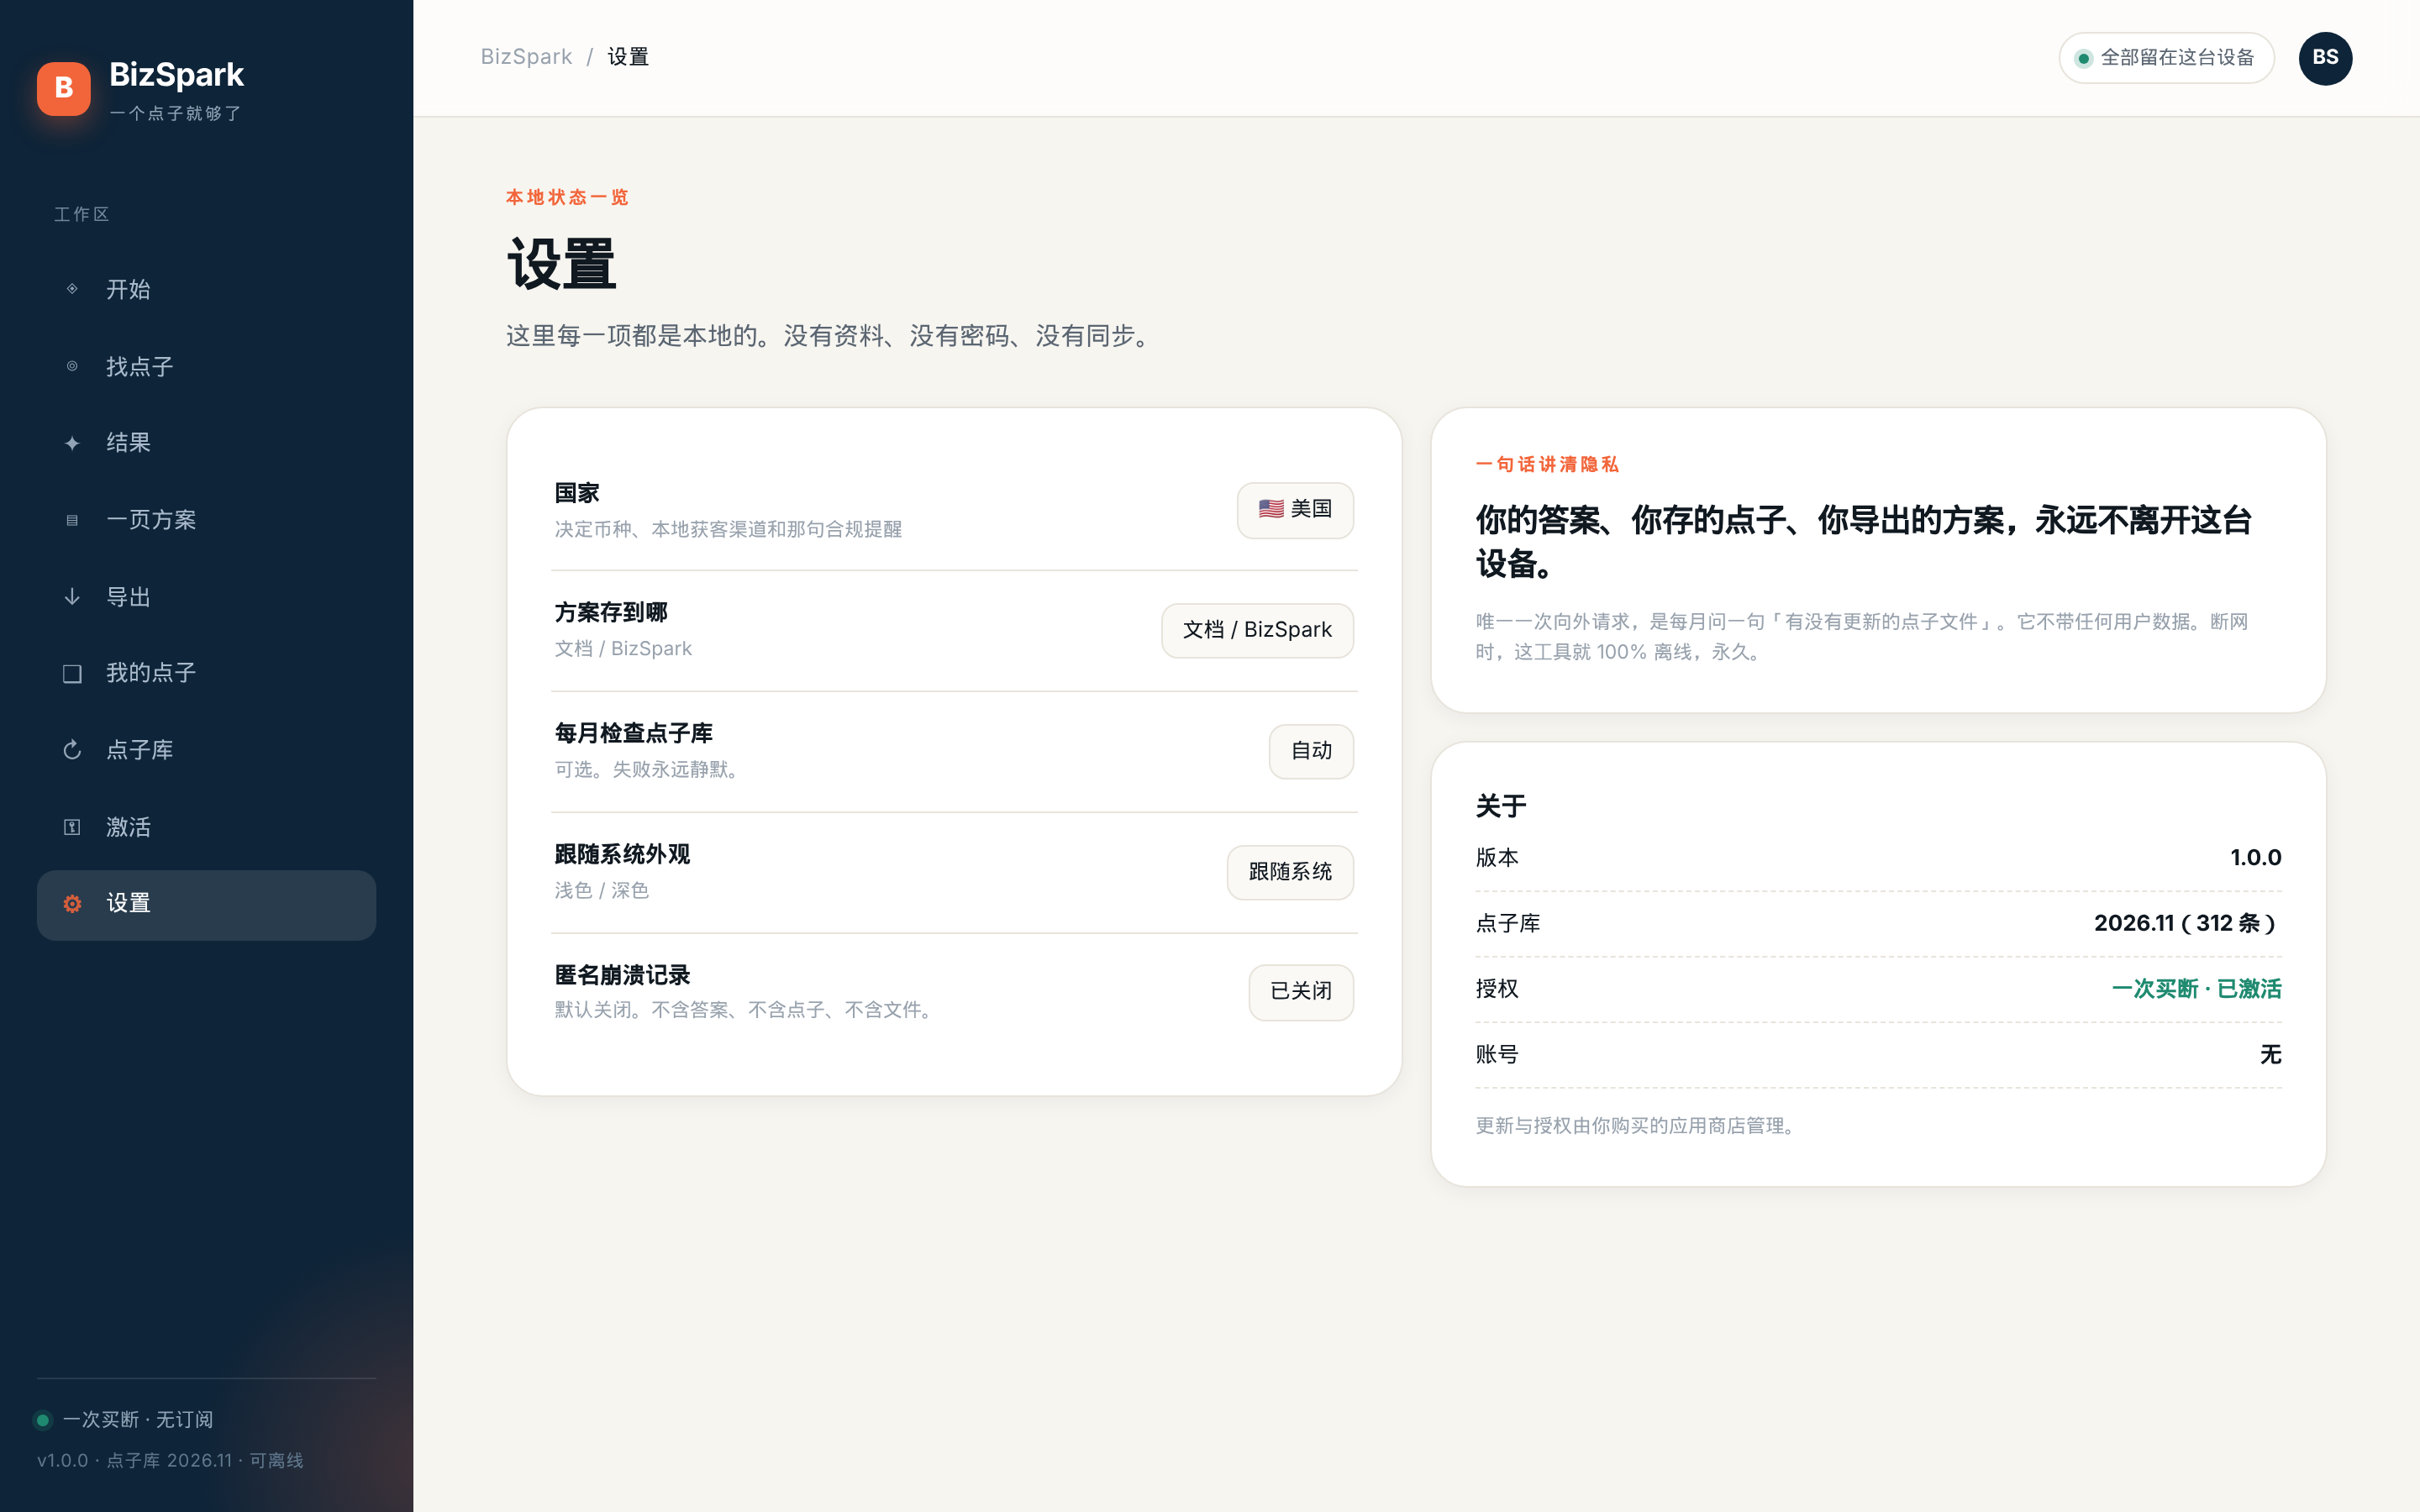 B
BizSpark
一个点子就够了
工作区
开始
找点子
结果
一页方案
导出
我的点子
点子库
激活
设置
一次买断 · 无订阅
v1.0.0 · 点子库 2026.11 · 可离线
BizSpark / 设置
全部留在这台设备
BS
本地状态一览
设置
这里每一项都是本地的。没有资料、没有密码、没有同步。
国家
决定币种、本地获客渠道和那句合规提醒
🇺🇸 美国
方案存到哪
文档 / BizSpark
文档 / BizSpark
每月检查点子库
可选。失败永远静默。
自动
跟随系统外观
浅色 / 深色
跟随系统
匿名崩溃记录
默认关闭。不含答案、不含点子、不含文件。
已关闭
一句话讲清隐私
你的答案、你存的点子、你导出的方案，永远不离开这台
设备。
唯一一次向外请求，是每月问一句「有没有更新的点子文件」。它不带任何用户数据。断网
时，这工具就 100% 离线，永久。
关于
版本 1.0.0
点子库 2026.11（312 条）
授权 一次买断 · 已激活
账号 无
更新与授权由你购买的应用商店管理。